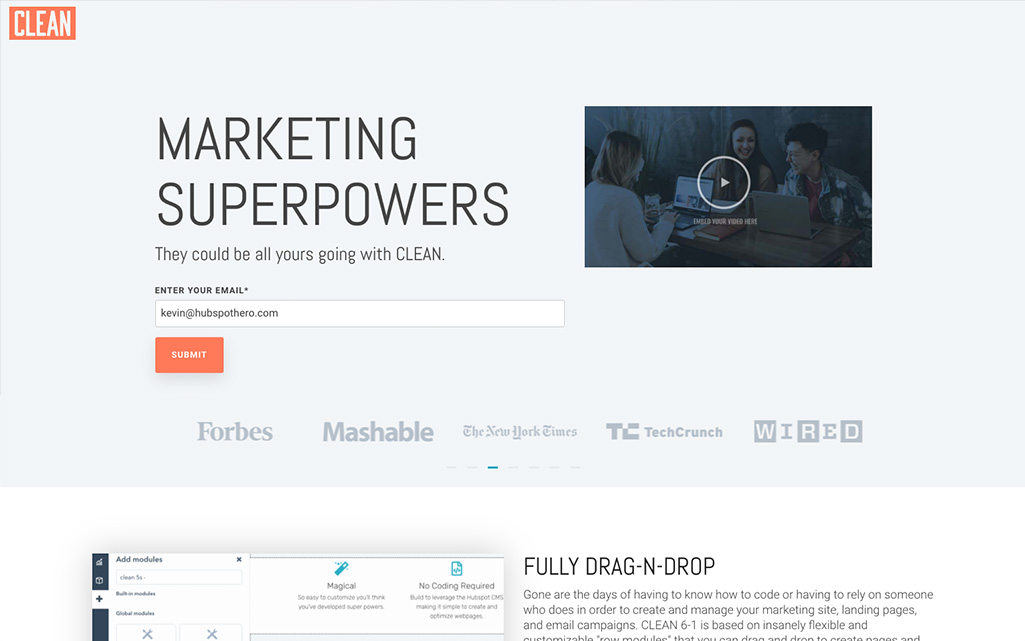 CLEAN
MARKETING
SUPERPOWERS
They could be all yours going with CLEAN.
EMBED YOUR VIDEO HERE
ENTER YOUR EMAIL*
kevin@hubspothero.com
SUBMIT
Forbes
Mashable
The New York Times
TechCrunch
WIRED
Add modules
clean 5s -
Built-in modules
Global modules
Magical
So easy to customize you'll think
you've developed super powers.
No Coding Required
Build to leverage the Hubspot CMS
making it simple to create and
optimize webpages.
FULLY DRAG-N-DROP
Gone are the days of having to know how to code or having to rely on someone
who does in order to create and manage your marketing site, landing pages,
and email campaigns. CLEAN 6-1 is based on insanely flexible and
customizable "row modules" that you can drag and drop to create pages and